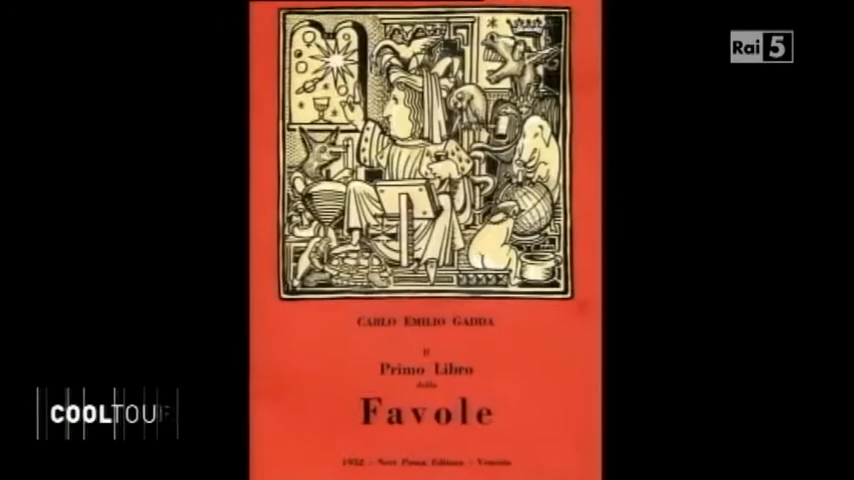 Rai 5
CARLO EMILIO GADDA
Il
Primo Libro
delle
Favole
1952 - Neri Pozza Editore - Venezia
COOLTOUR